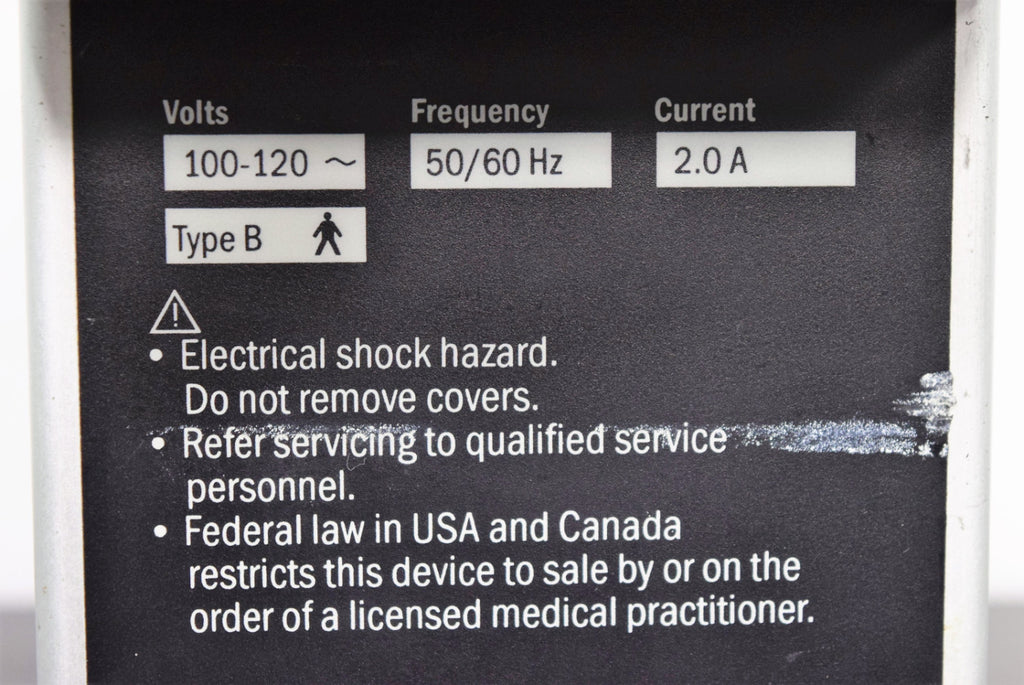 Volts Frequency Current
100-120 ~ 50/60 Hz 2.0 A
Type B
• Electrical shock hazard.
Do not remove covers.
• Refer servicing to qualified service
personnel.
• Federal law in USA and Canada
restricts this device to sale by or on the
order of a licensed medical practitioner.